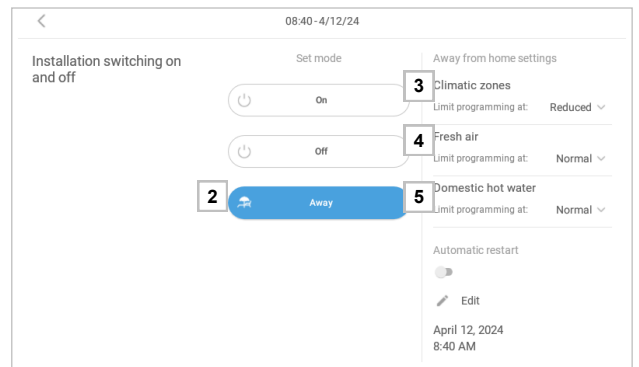 08:40 - 4/12/24
Installation switching on
and off
Set mode
On
Off
2
Away
Away from home settings
3
Climatic zones
Limit programming at: Reduced
4
Fresh air
Limit programming at: Normal
5
Domestic hot water
Limit programming at: Normal
Automatic restart
Edit
April 12, 2024
8:40 AM